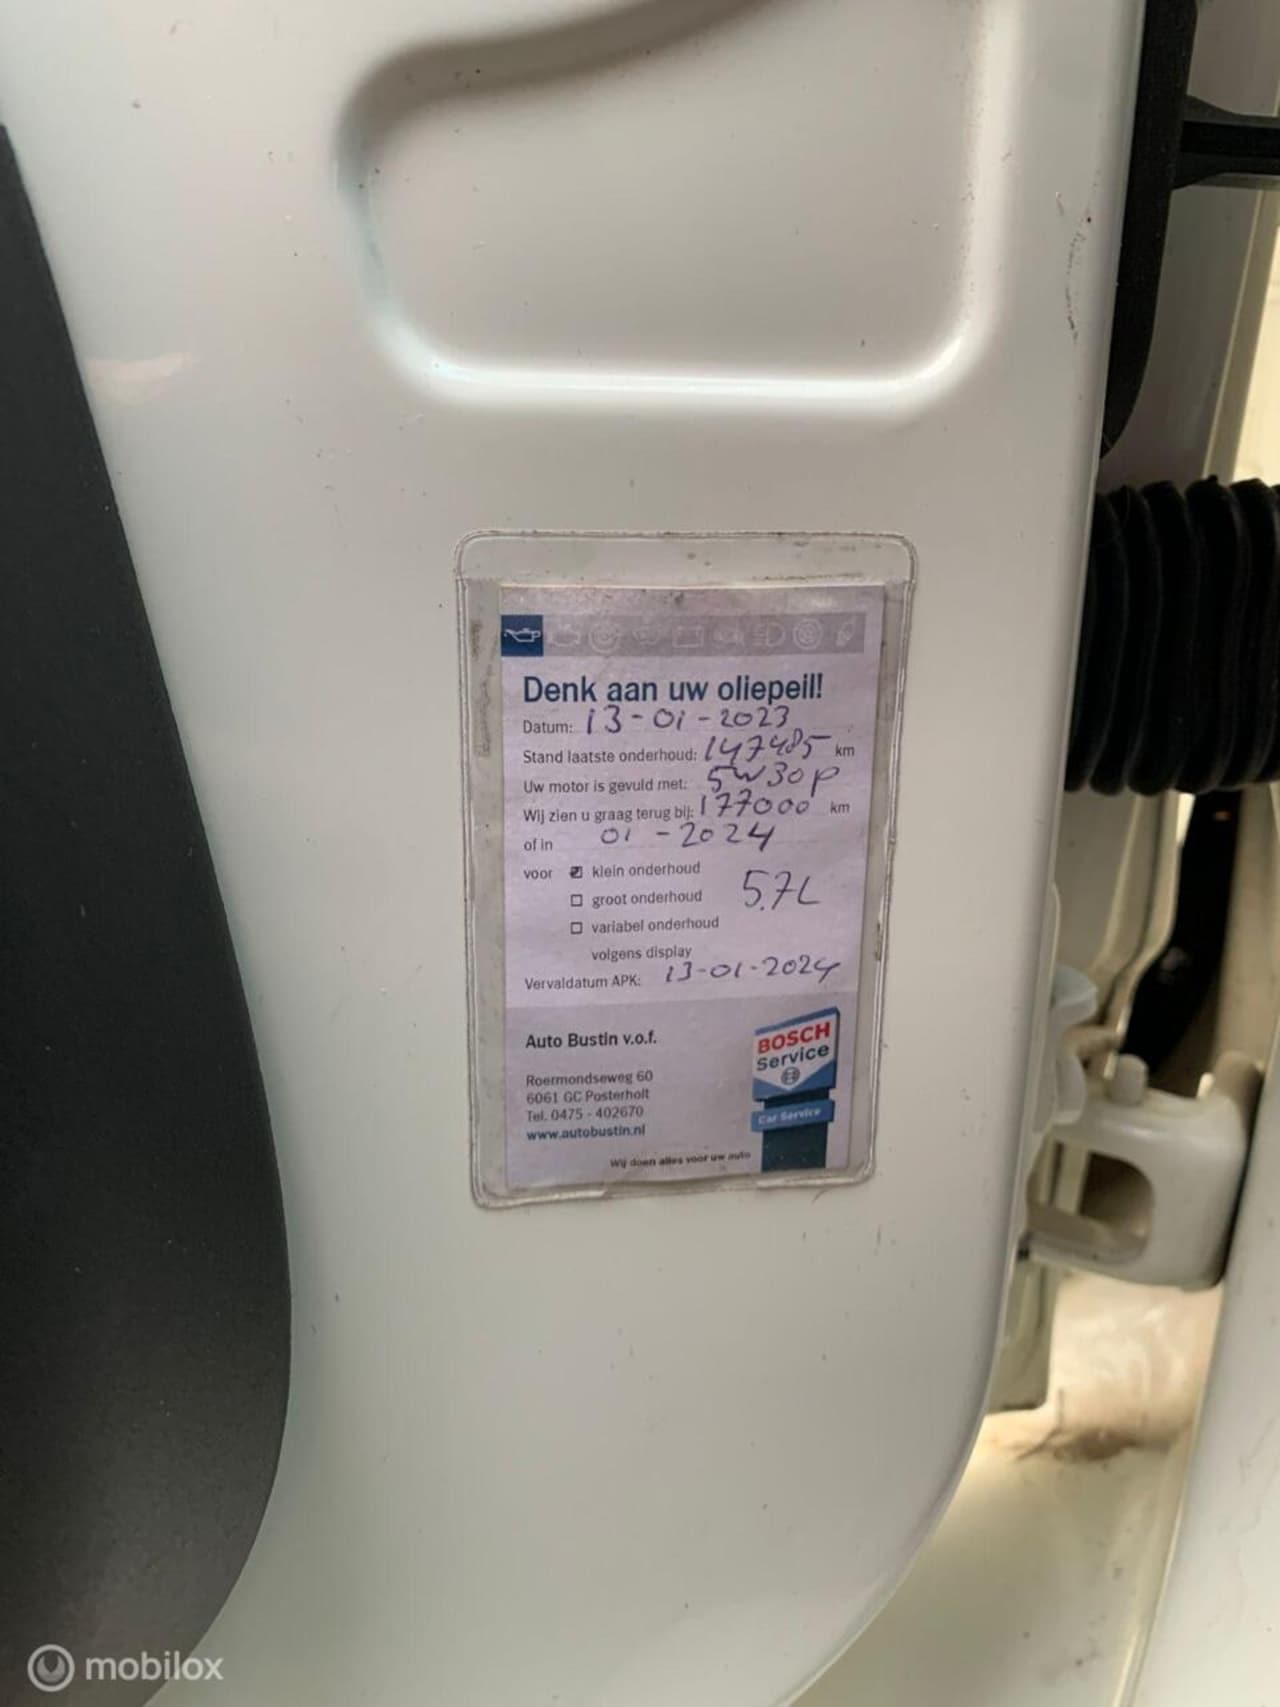 Denk aan uw oliepeil!
Datum: 13-01-2023
Stand laatste onderhoud: 147485 km
Uw motor is gevuld met: 5W30P
Wij zien u graag terug bij: 177000 km
of in 01 - 2024
voor klein onderhoud
groot onderhoud 5.7L
variabel onderhoud
volgens display
Vervaldatum APK: 13-01-2024
Auto Bustin v.o.f.
Roermondseweg 60
6061 GC Posterholt
Tel. 0475 - 402670
www.autobustin.nl
BOSCH
Service
Car Service
Wij doen alles voor uw auto
mobilox